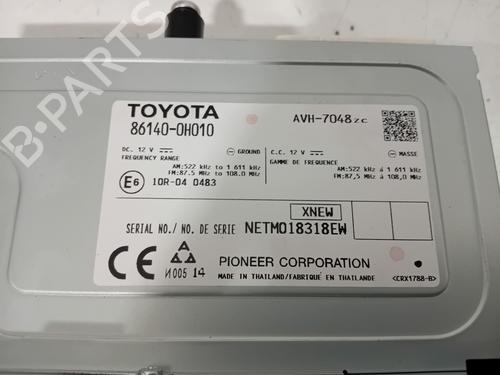 B-PARTS
TOYOTA
86140-0H010
AVH-7048zc
DC. 12 V ⊖ GROUND
FREQUENCY RANGE
AM:522 kHz to 1 611 kHz
FM:87.5 MHz to 108.0 MHz
C.C. 12 V ⊖ MASSE
GAMME DE FREQUENCE
AM:522 kHz à 1 611 kHz
FM:87,5 MHz à 108,0 MHz
E6 10R-04 0483
XNEW
SERIAL NO./ NO. DE SERIE NETM018318EW
CE И005 14
PIONEER CORPORATION
MADE IN THAILAND/FABRIQUÉ EN THAILANDE
<CRX1788-B>